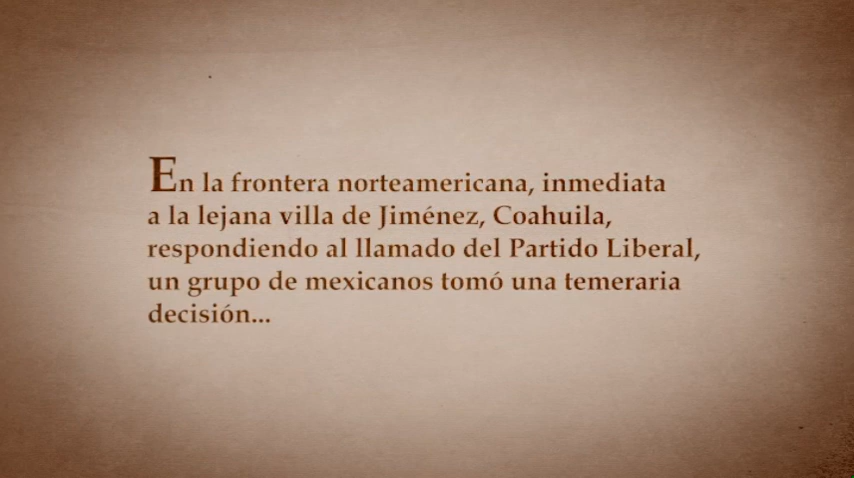 En la frontera norteamericana, inmediata
a la lejana villa de Jiménez, Coahuila,
respondiendo al llamado del Partido Liberal,
un grupo de mexicanos tomó una temeraria
decisión...